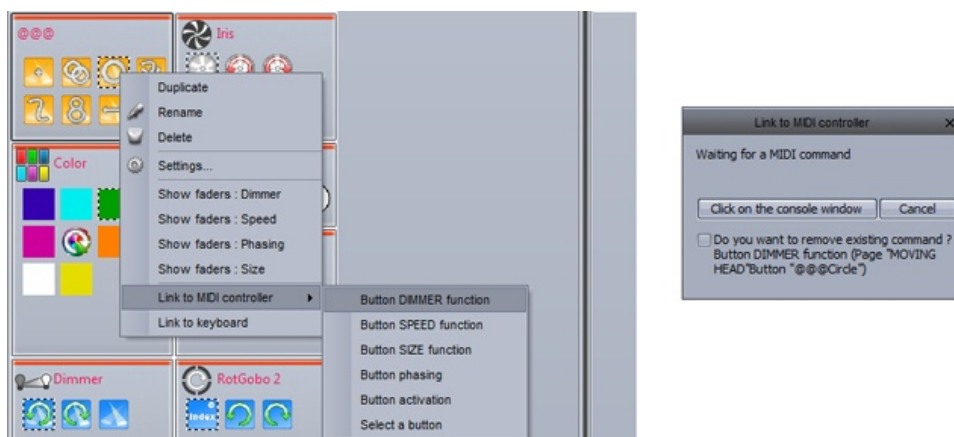 @@@
Iris
Duplicate
Rename
Delete
Settings...
Show faders : Dimmer
Show faders : Speed
Show faders : Phasing
Show faders : Size
Link to MIDI controller
Link to keyboard
Button DIMMER function
Button SPEED function
Button SIZE function
Button phasing
Button activation
Select a button
Color
Dimmer
RotGobo 2
Index
Link to MIDI controller
Waiting for a MIDI command
Click on the console window
Cancel
Do you want to remove existing command ?
Button DIMMER function (Page "MOVING
HEAD"Button "@@@Circle")